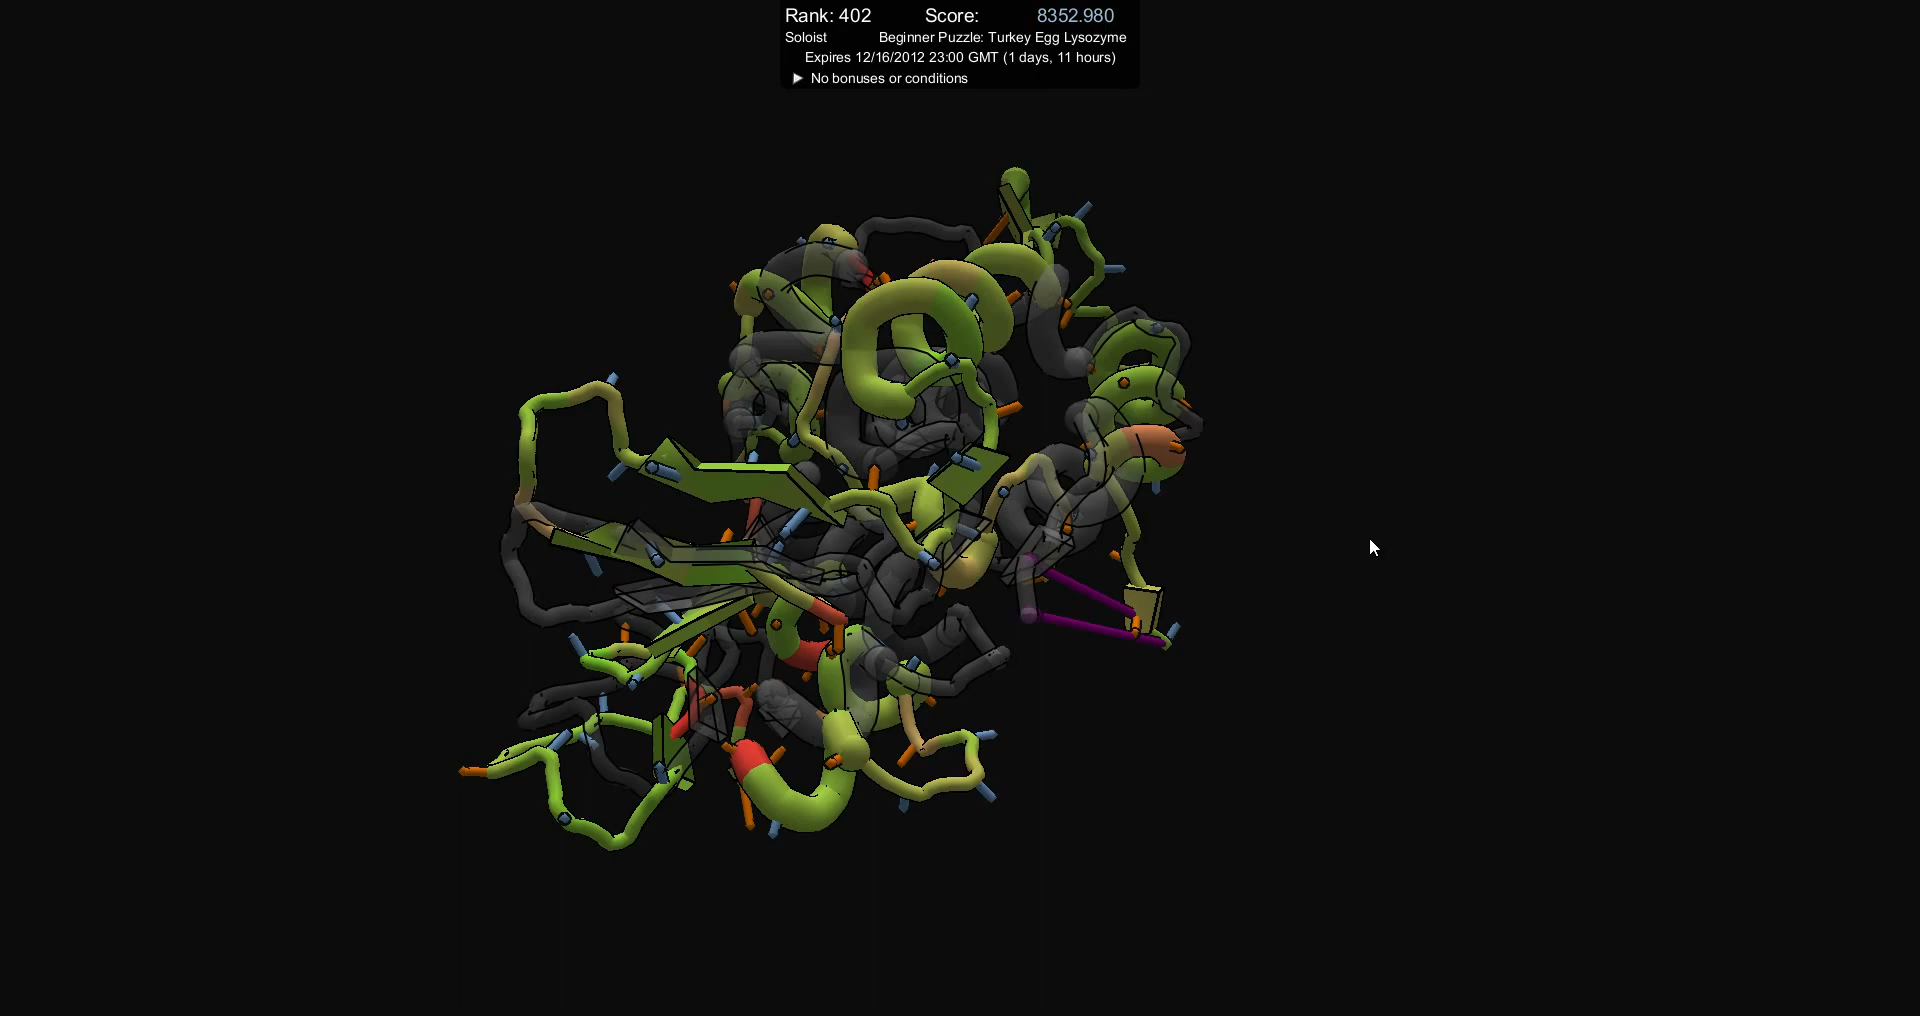 Rank: 402 Score: 8352.980
Soloist Beginner Puzzle: Turkey Egg Lysozyme
Expires 12/16/2012 23:00 GMT (1 days, 11 hours)
No bonuses or conditions